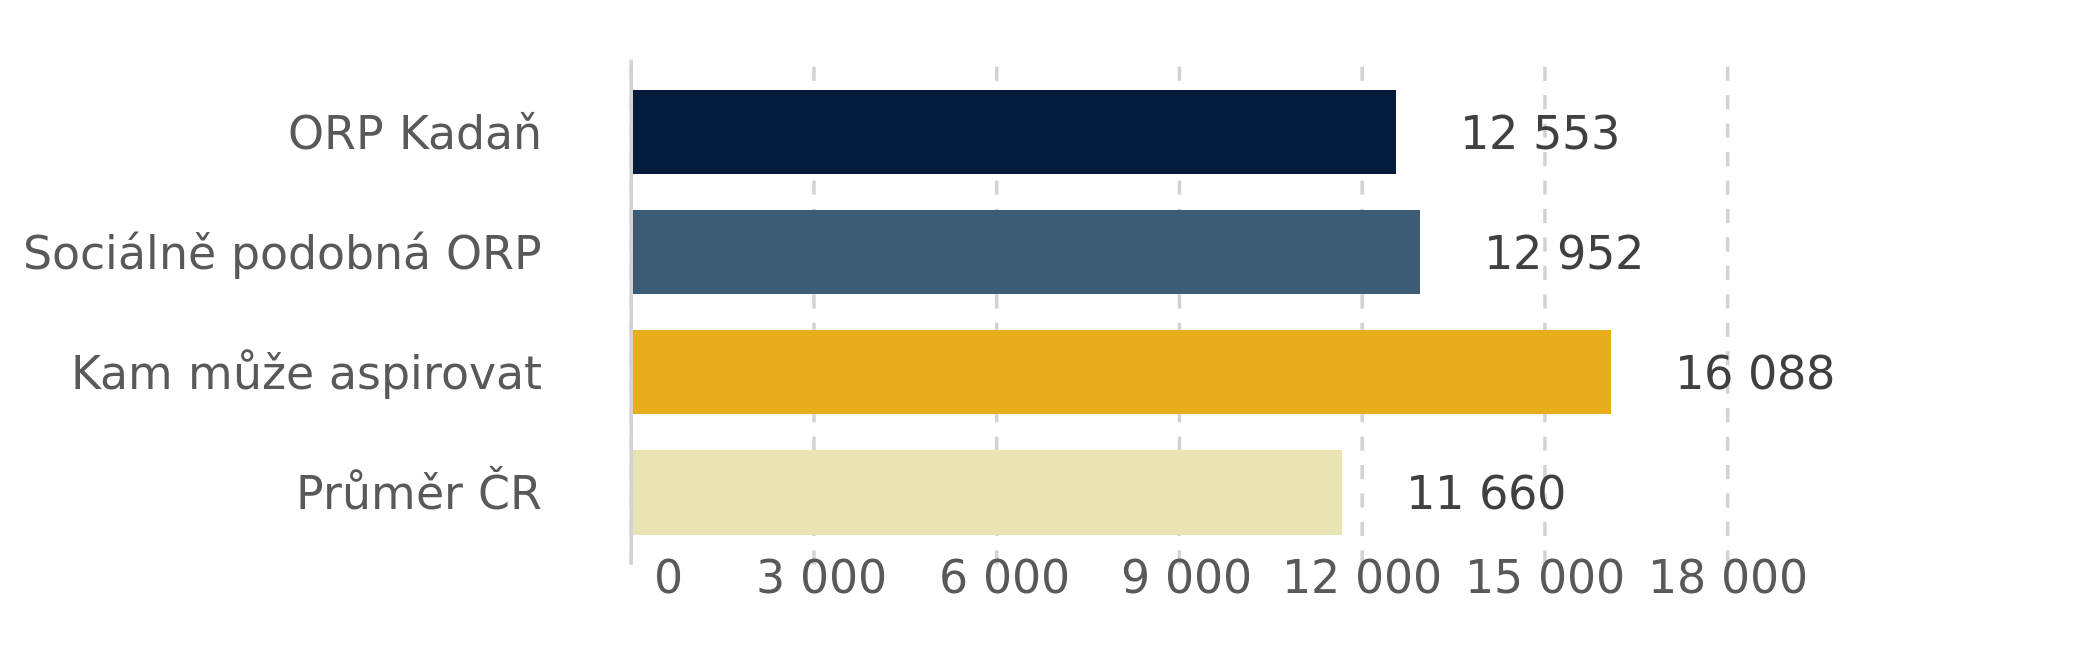 ORP Kadaň 12 553
Sociálně podobná ORP 12 952
Kam může aspirovat 16 088
Průměr ČR 11 660
0 3 000 6 000 9 000 12 000 15 000 18 000